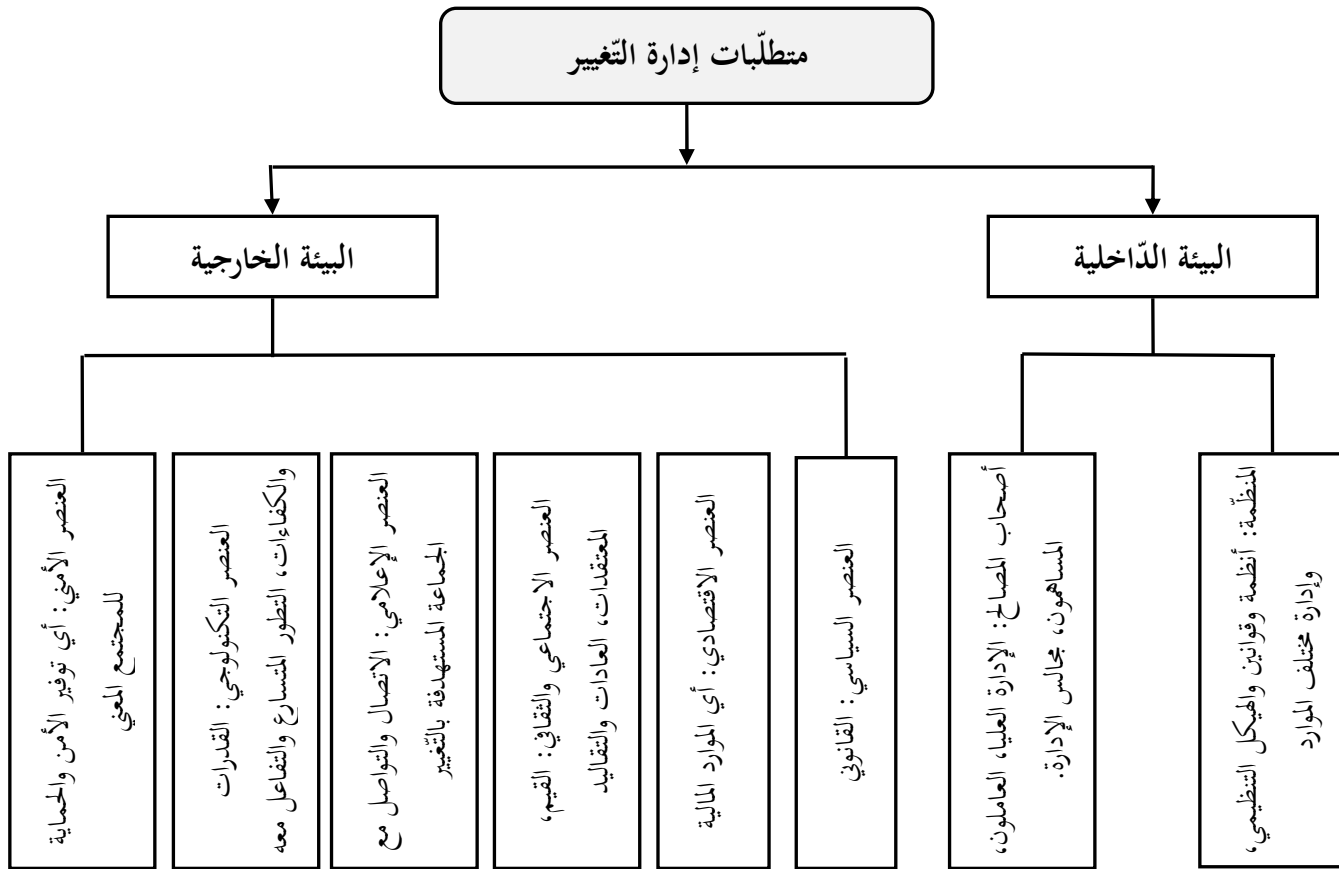 متطلّبات إدارة التّغيير
البيئة الدّاخلية
البيئة الخارجية
المنظّمة: أنظمة وقوانين والهيكل التنظيمي،
وإدارة مختلف الموارد
أصحاب المصالح: الإدارة العليا، العاملون،
المساهمون، مجالس الإدارة.
العنصر السياسي: القانوني
العنصر الاقتصادي: أي الموارد المالية
العنصر الاجتماعي والثقافي: القيم،
المعتقدات، العادات والتقاليد
العنصر الإعلامي: الاتصال والتواصل مع
الجماعة المستهدفة بالتّغيير
العنصر التكنولوجي: القدرات
والكفاءات، التطور المتسارع والتفاعل معه
العنصر الأمني: أي توفير الأمن والحماية
للمجتمع المعني